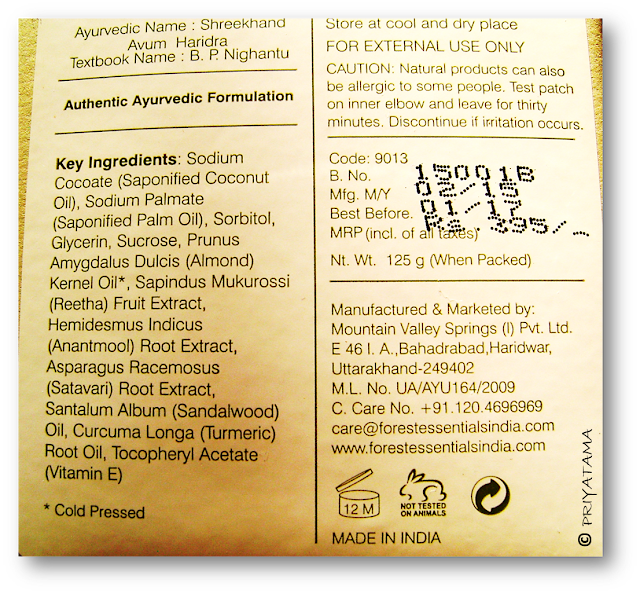 Ayurvedic Name : Shreekhand
Avum Haridra
Textbook Name : B. P. Nighantu
Authentic Ayurvedic Formulation
Key Ingredients: Sodium
Cocoate (Saponified Coconut
Oil), Sodium Palmate
(Saponified Palm Oil), Sorbitol,
Glycerin, Sucrose, Prunus
Amygdalus Dulcis (Almond)
Kernel Oil*, Sapindus Mukurossi
(Reetha) Fruit Extract,
Hemidesmus Indicus
(Anantmool) Root Extract,
Asparagus Racemosus
(Satavari) Root Extract,
Santalum Album (Sandalwood)
Oil, Curcuma Longa (Turmeric)
Root Oil, Tocopheryl Acetate
(Vitamin E)
* Cold Pressed
Store at cool and dry place
FOR EXTERNAL USE ONLY
CAUTION: Natural products can also
be allergic to some people. Test patch
on inner elbow and leave for thirty
minutes. Discontinue if irritation occurs.
Code: 9013
B. No. 15001B
Mfg. M/Y 02/15
Best Before. 01/17
MRP (incl. of all taxes) Rs. 395/-
Nt. Wt. 125 g (When Packed)
Manufactured & Marketed by:
Mountain Valley Springs (I) Pvt. Ltd.
E 46 I. A.,Bahadrabad,Haridwar,
Uttarakhand-249402
M.L. No. UA/AYU164/2009
C. Care No. +91.120.4696969
care@forestessentialsindia.com
www.forestessentialsindia.com
12 M
NOT TESTED
ON ANIMALS
MADE IN INDIA
© PRIYATAMA